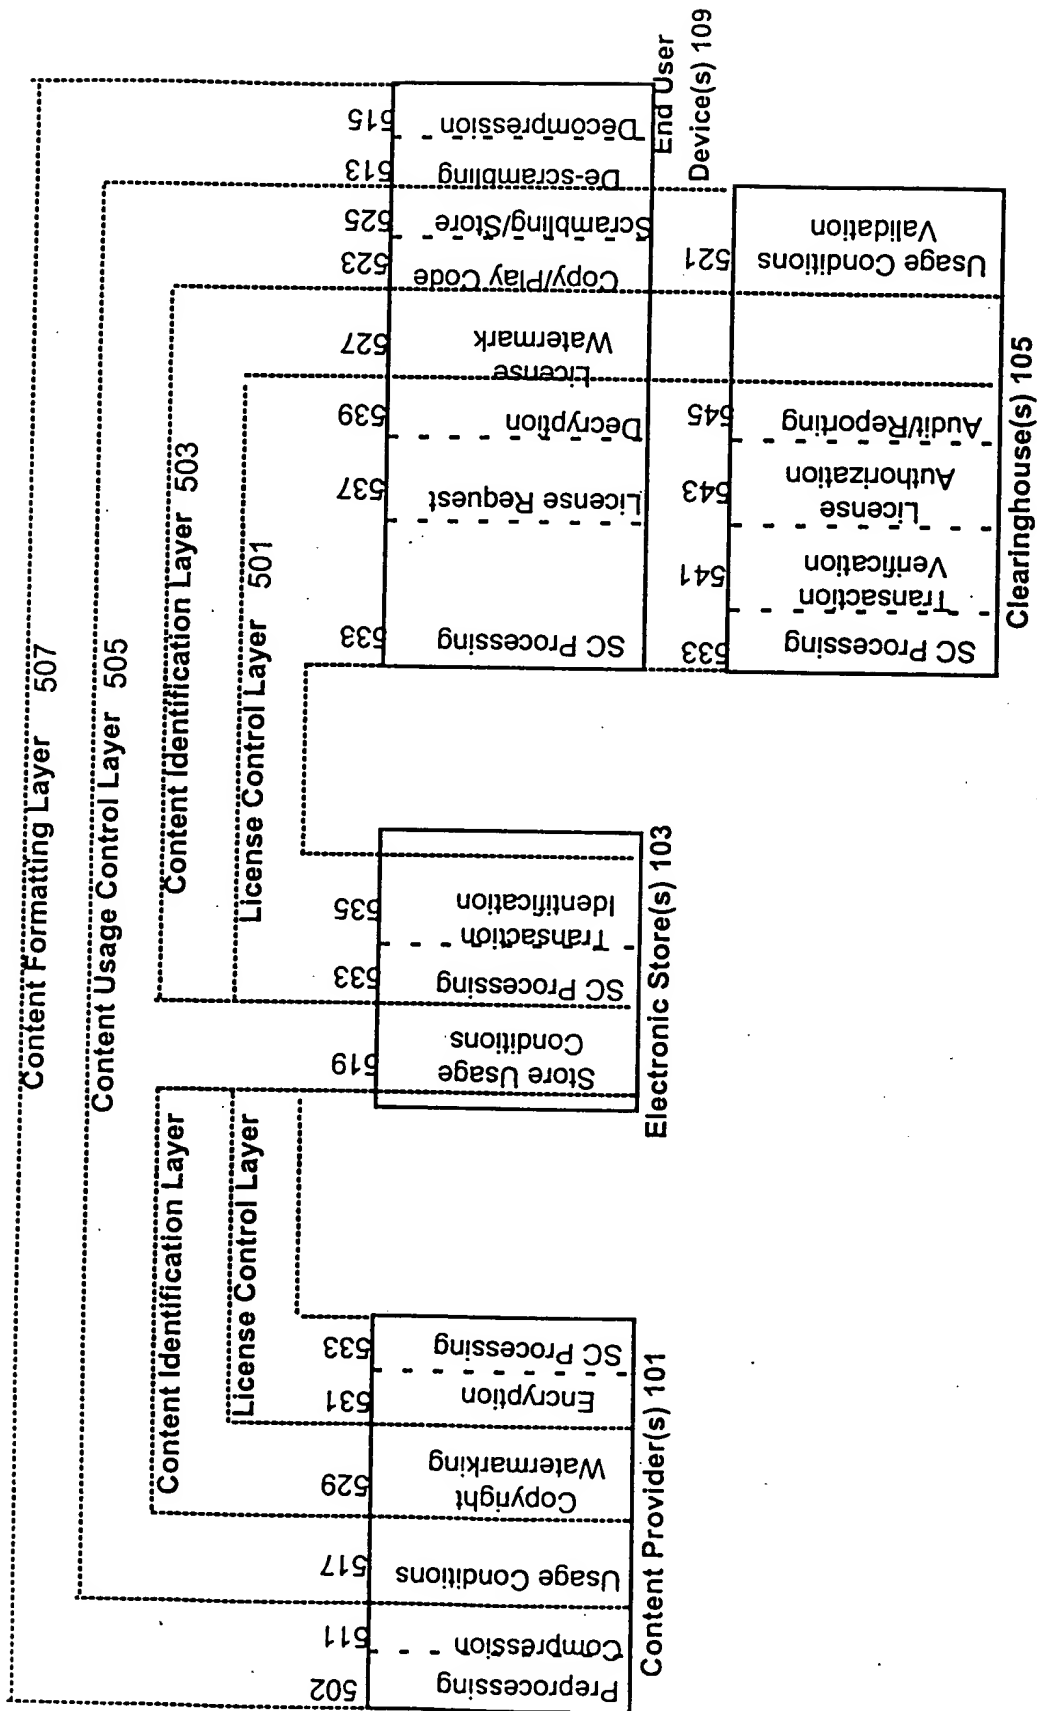 Content Formatting Layer 507
Content Usage Control Layer 505
Content Identification Layer
Content Identification Layer 503
License Control Layer
License Control Layer 501
Preprocessing 502
Compression 511
Usage Conditions 517
Copyright
Watermarking 529
Encryption 531
SC Processing 533
Content Provider(s) 101
Store Usage
Conditions 519
SC Processing 533
Transaction
Identification 535
Electronic Store(s) 103
Decompression 515
De-scrambling 513
Scrambling/Store 525
Copy/Play Code 523
License
Watermark 527
Decryption 539
License Request 537
SC Processing 533
End User
Device(s) 109
Usage Conditions
Validation 521
Audit/Reporting 545
License
Authorization 543
Transaction
Verification 541
SC Processing 533
Clearinghouse(s) 105